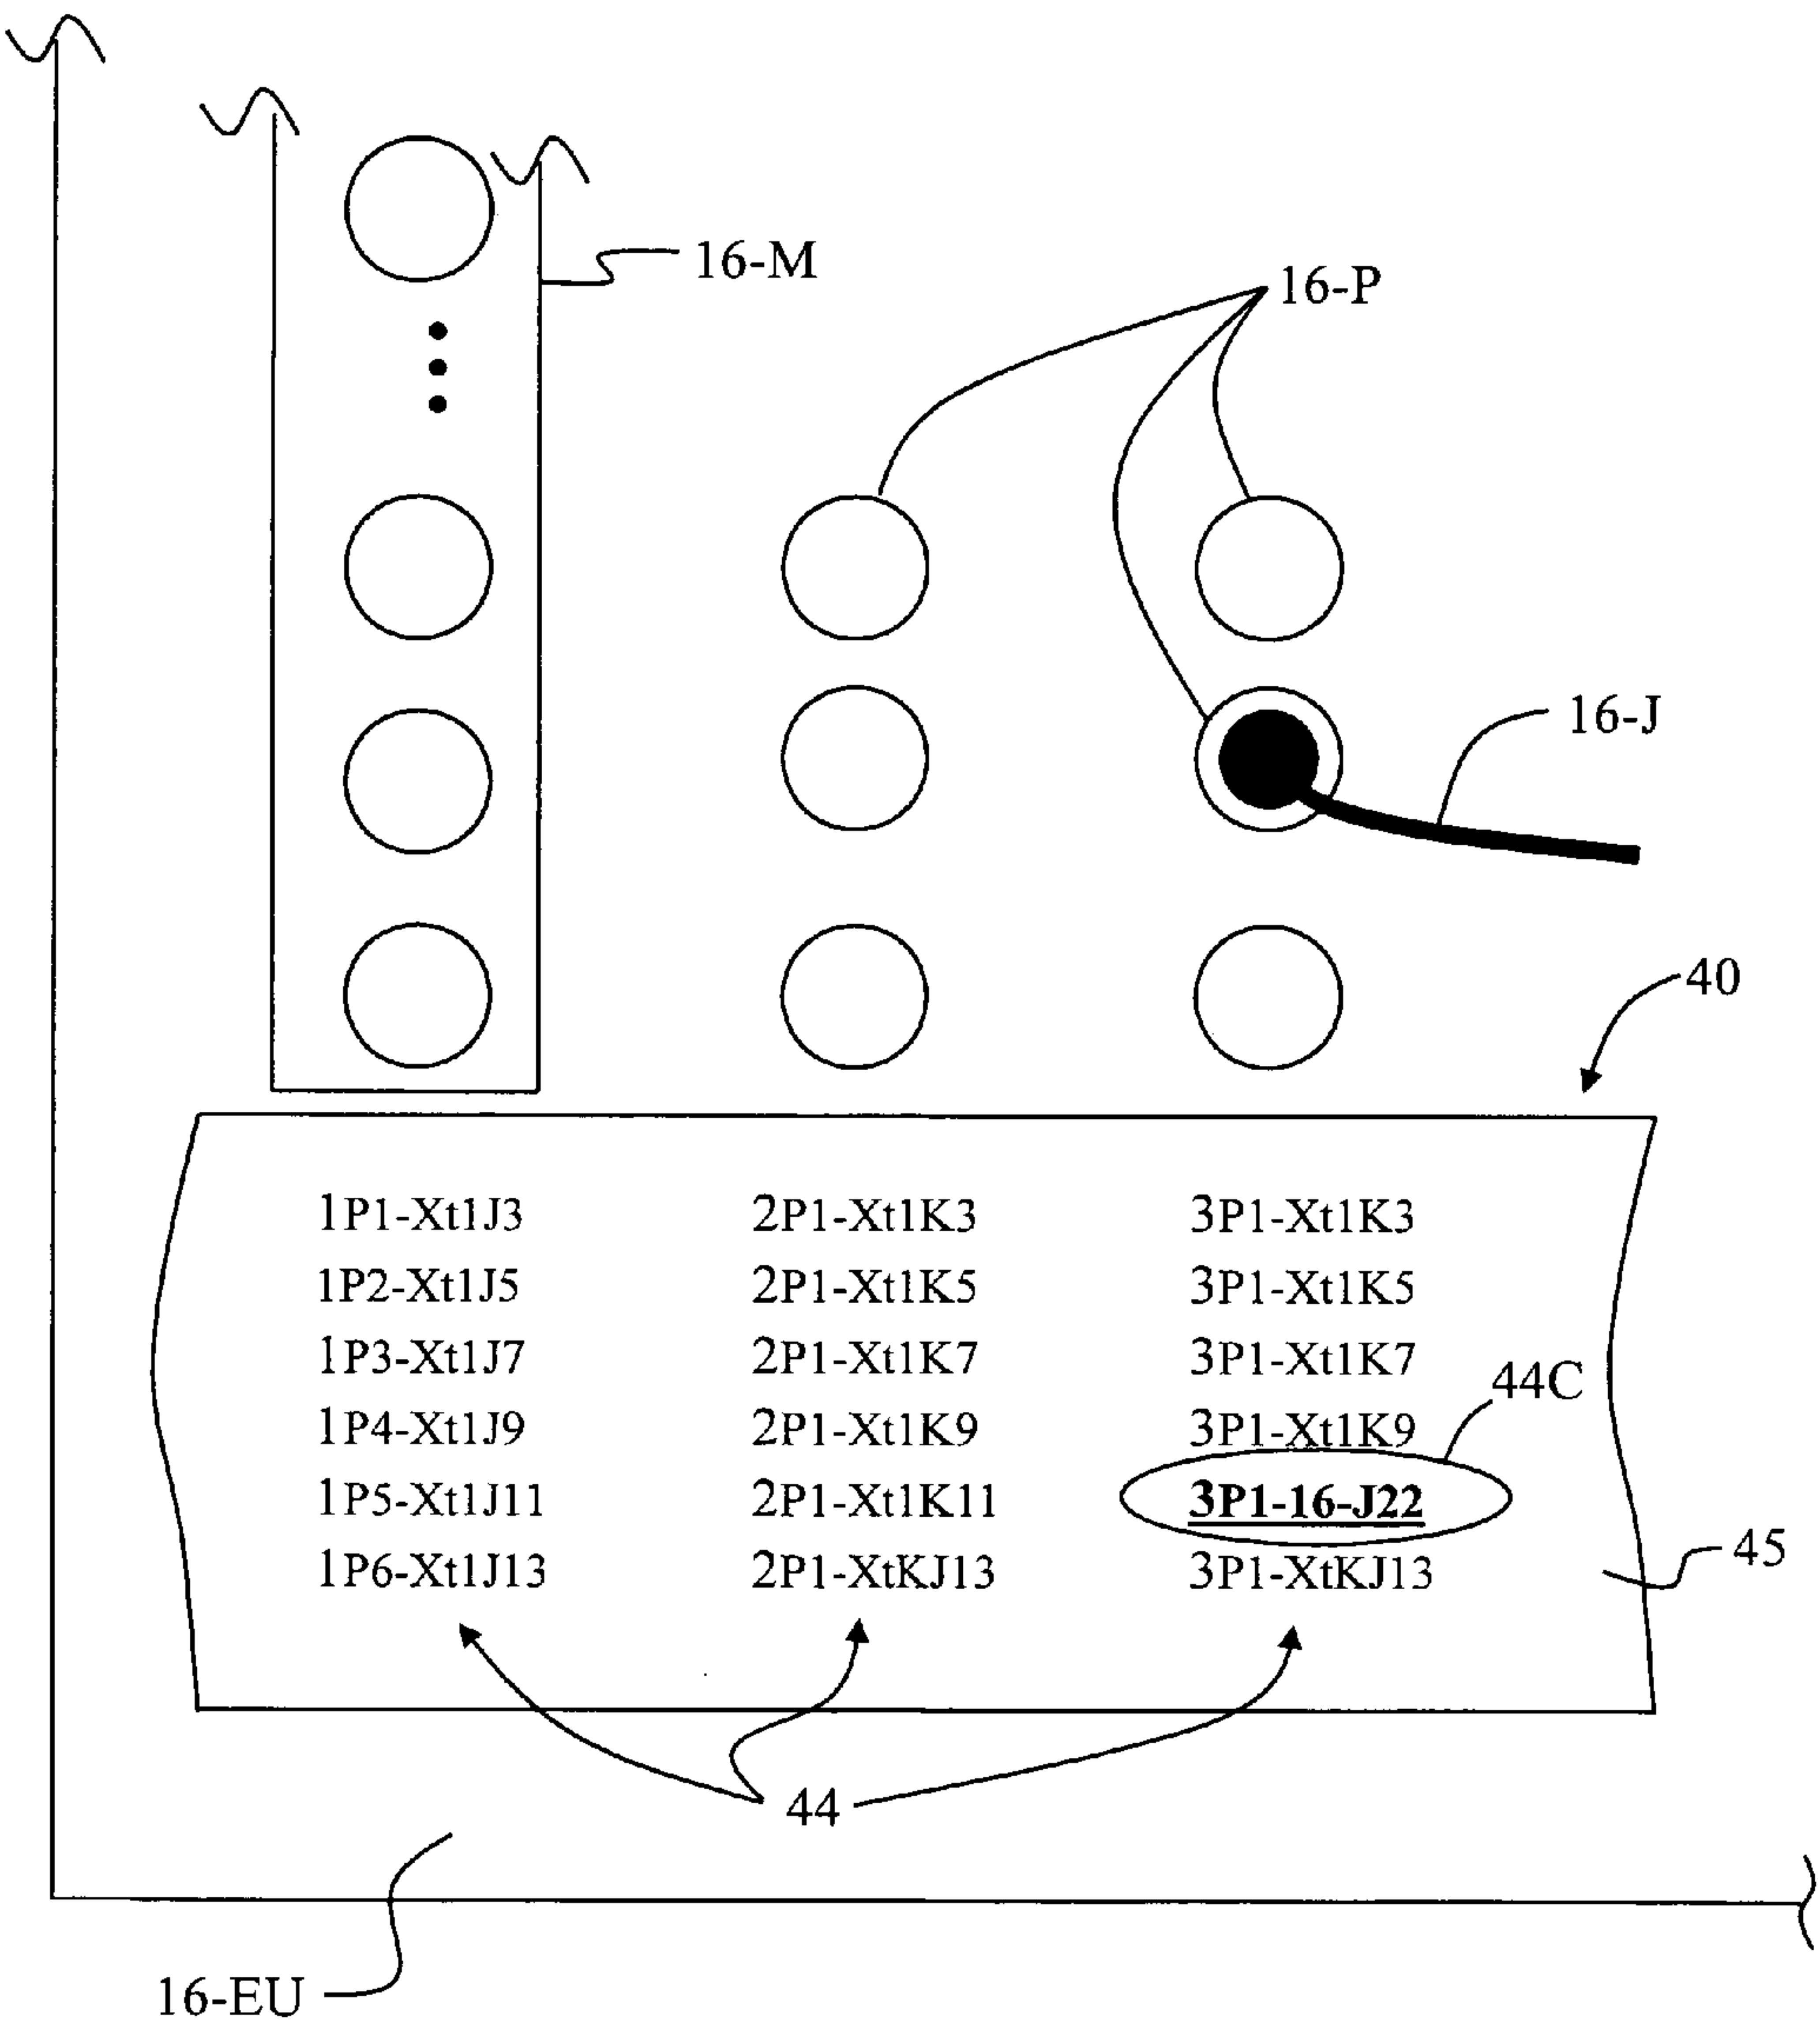 16-M
16-P
16-J
40
1P1-Xt1J3 2P1-Xt1K3 3P1-Xt1K3
1P2-Xt1J5 2P1-Xt1K5 3P1-Xt1K5
1P3-Xt1J7 2P1-Xt1K7 3P1-Xt1K7
44C
1P4-Xt1J9 2P1-Xt1K9 3P1-Xt1K9
1P5-Xt1J11 2P1-Xt1K11 3P1-16-J22
45
1P6-Xt1J13 2P1-XtKJ13 3P1-XtKJ13
44
16-EU